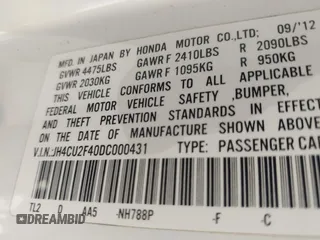 MFD. IN JAPAN BY HONDA MOTOR CO.,LTD; 09/'12
GVWR 4475LBS GAWR F 2410LBS R 2090LBS
GVWR 2030KG GAWR F 1095KG R 950KG
THIS VEHICLE CONFORMS TO ALL APPLICABLE
FEDERAL MOTOR VEHICLE SAFETY ,BUMPER,
AND THEFT PREVENTION STANDARDS IN EFFECT
ON THE DATE OF MANUFACTURE SHOWN ABOVE.
V.I.N.:JH4CU2F40DC000431
TYPE: PASSENGER CAR
TL2 D AA5 -NH788P -F -C
DREAMBID